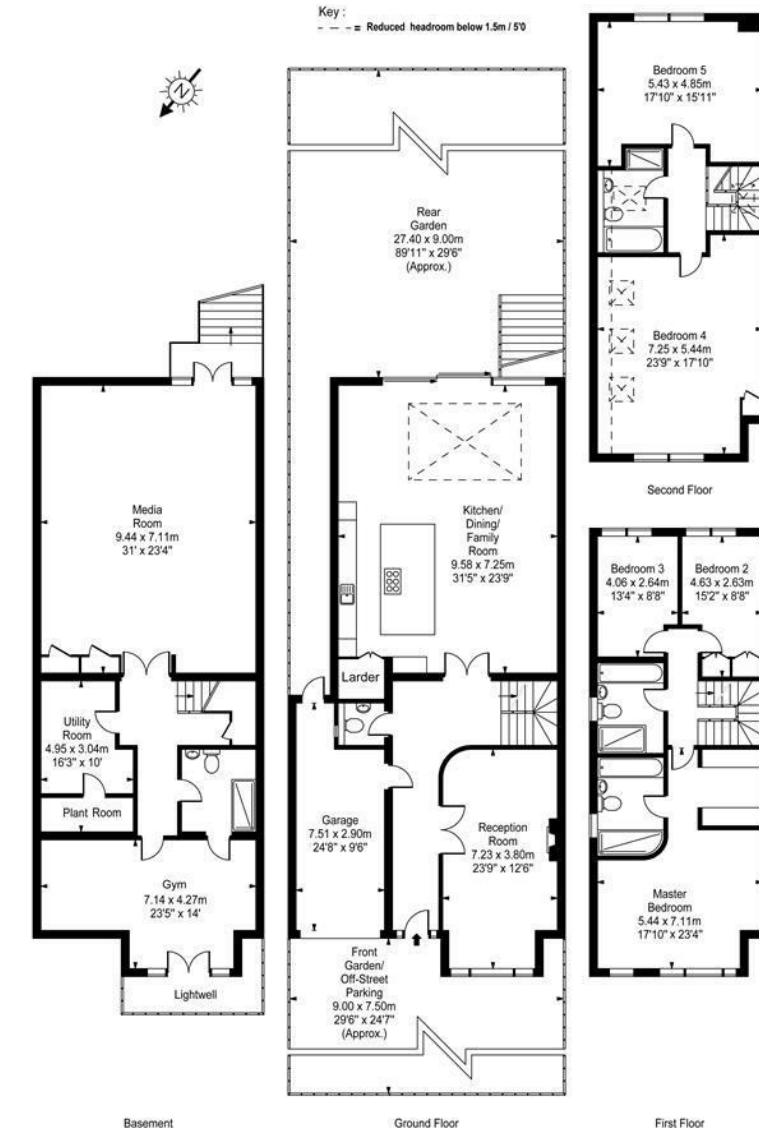 Key :
= Reduced headroom below 1.5m / 5'0
N
Bedroom 5
5.43 x 4.85m
17'10" x 15'11"
Rear
Garden
27.40 x 9.00m
89'11" x 29'6"
(Approx.)
Bedroom 4
7.25 x 5.44m
23'9" x 17'10"
Second Floor
Media
Room
9.44 x 7.11m
31' x 23'4"
Kitchen/
Dining/
Family
Room
9.58 x 7.25m
31'5" x 23'9"
Larder
Bedroom 3
4.06 x 2.64m
13'4" x 8'8"
Bedroom 2
4.63 x 2.63m
15'2" x 8'8"
Utility
Room
4.95 x 3.04m
16'3" x 10'
Plant Room
Garage
7.51 x 2.90m
24'8" x 9'6"
Reception
Room
7.23 x 3.80m
23'9" x 12'6"
Gym
7.14 x 4.27m
23'5" x 14'
Master
Bedroom
5.44 x 7.11m
17'10" x 23'4"
Lightwell
Front
Garden/
Off-Street
Parking
9.00 x 7.50m
29'6" x 24'7"
(Approx.)
Basement
Ground Floor
First Floor